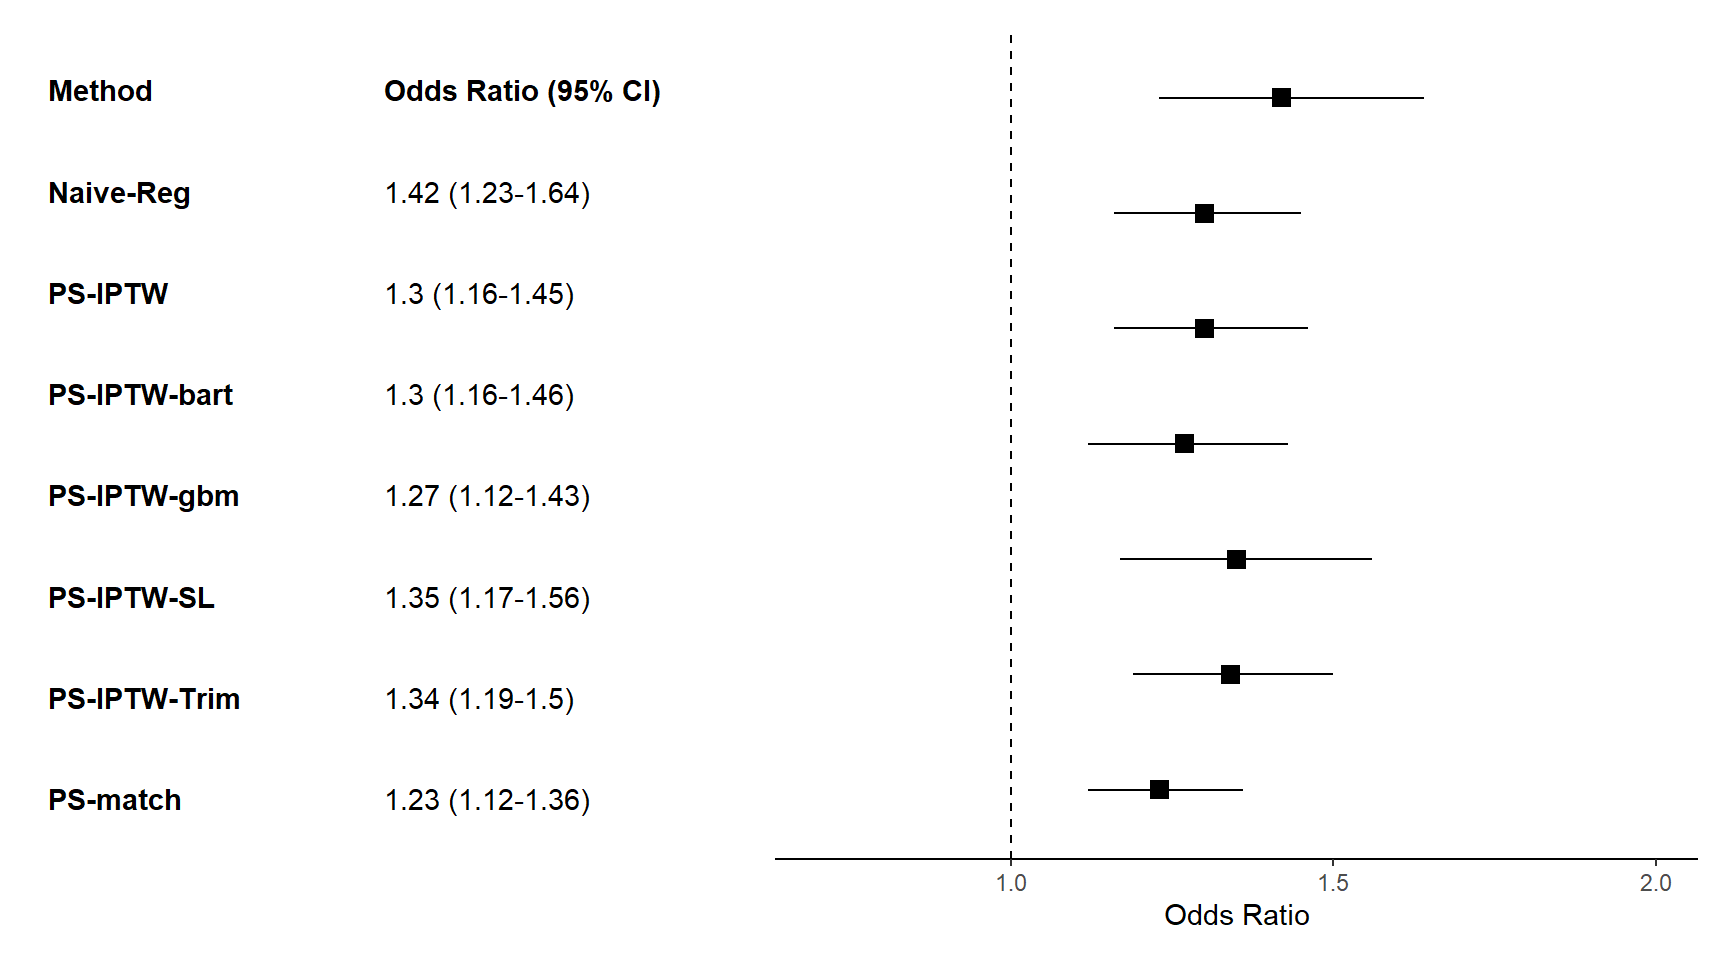 Method Odds Ratio (95% CI)
Naive-Reg 1.42 (1.23-1.64)
PS-IPTW 1.3 (1.16-1.45)
PS-IPTW-bart 1.3 (1.16-1.46)
PS-IPTW-gbm 1.27 (1.12-1.43)
PS-IPTW-SL 1.35 (1.17-1.56)
PS-IPTW-Trim 1.34 (1.19-1.5)
PS-match 1.23 (1.12-1.36)
1.0 1.5 2.0
Odds Ratio